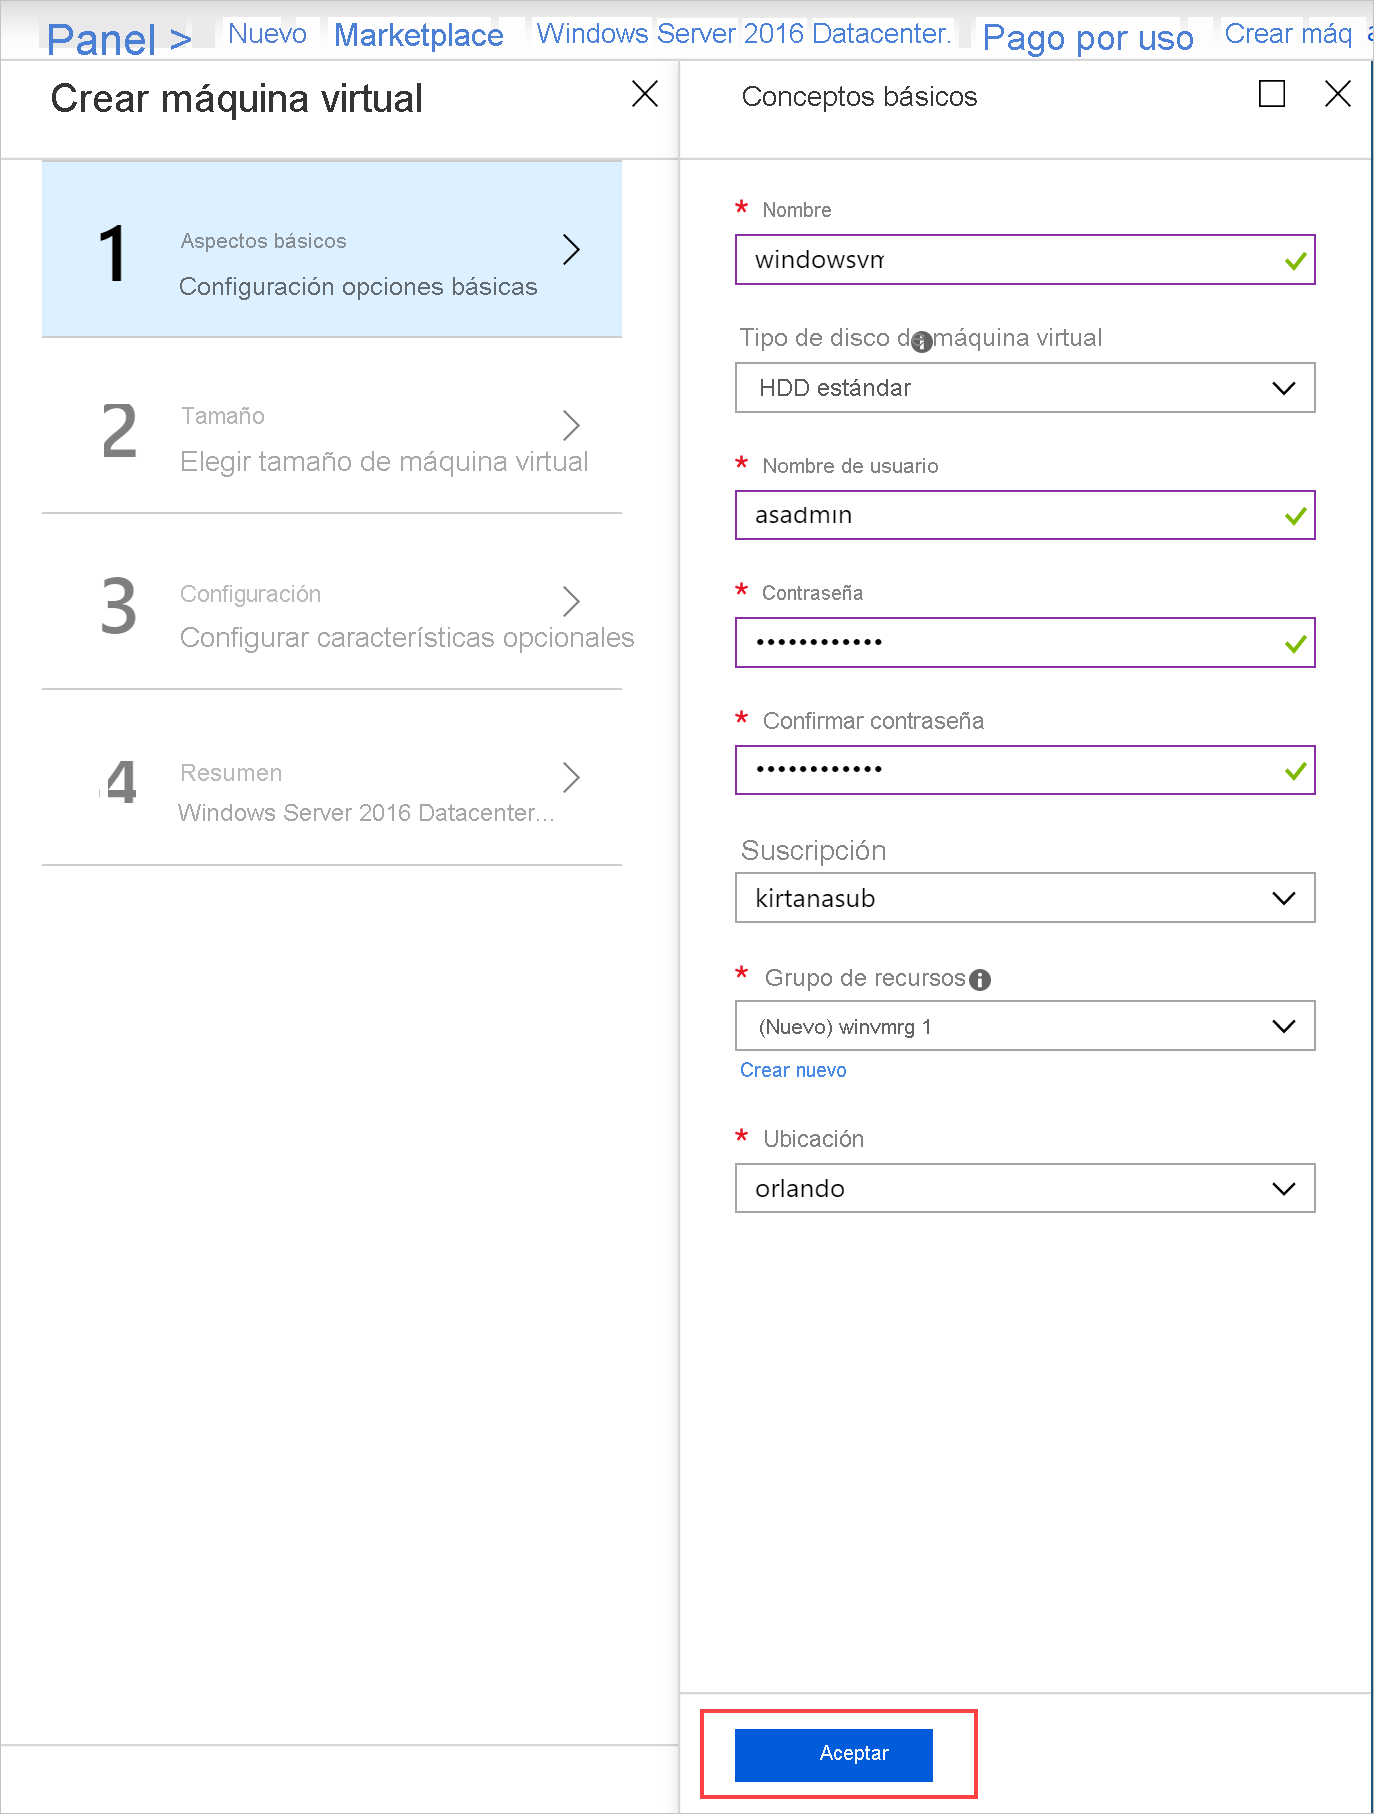 Panel > Nuevo Marketplace Windows Server 2016 Datacenter. Pago por uso Crear máq
Crear máquina virtual
1
Aspectos básicos
Configuración opciones básicas
2
Tamaño
Elegir tamaño de máquina virtual
3
Configuración
Configurar características opcionales
4
Resumen
Windows Server 2016 Datacenter...
Conceptos básicos
* Nombre
windowsvm
Tipo de disco de máquina virtual
HDD estándar
* Nombre de usuario
asadmin
* Contraseña
••••••••••••
* Confirmar contraseña
••••••••••••
Suscripción
kirtanasub
* Grupo de recursos
(Nuevo) winvmrg 1
Crear nuevo
* Ubicación
orlando
Aceptar